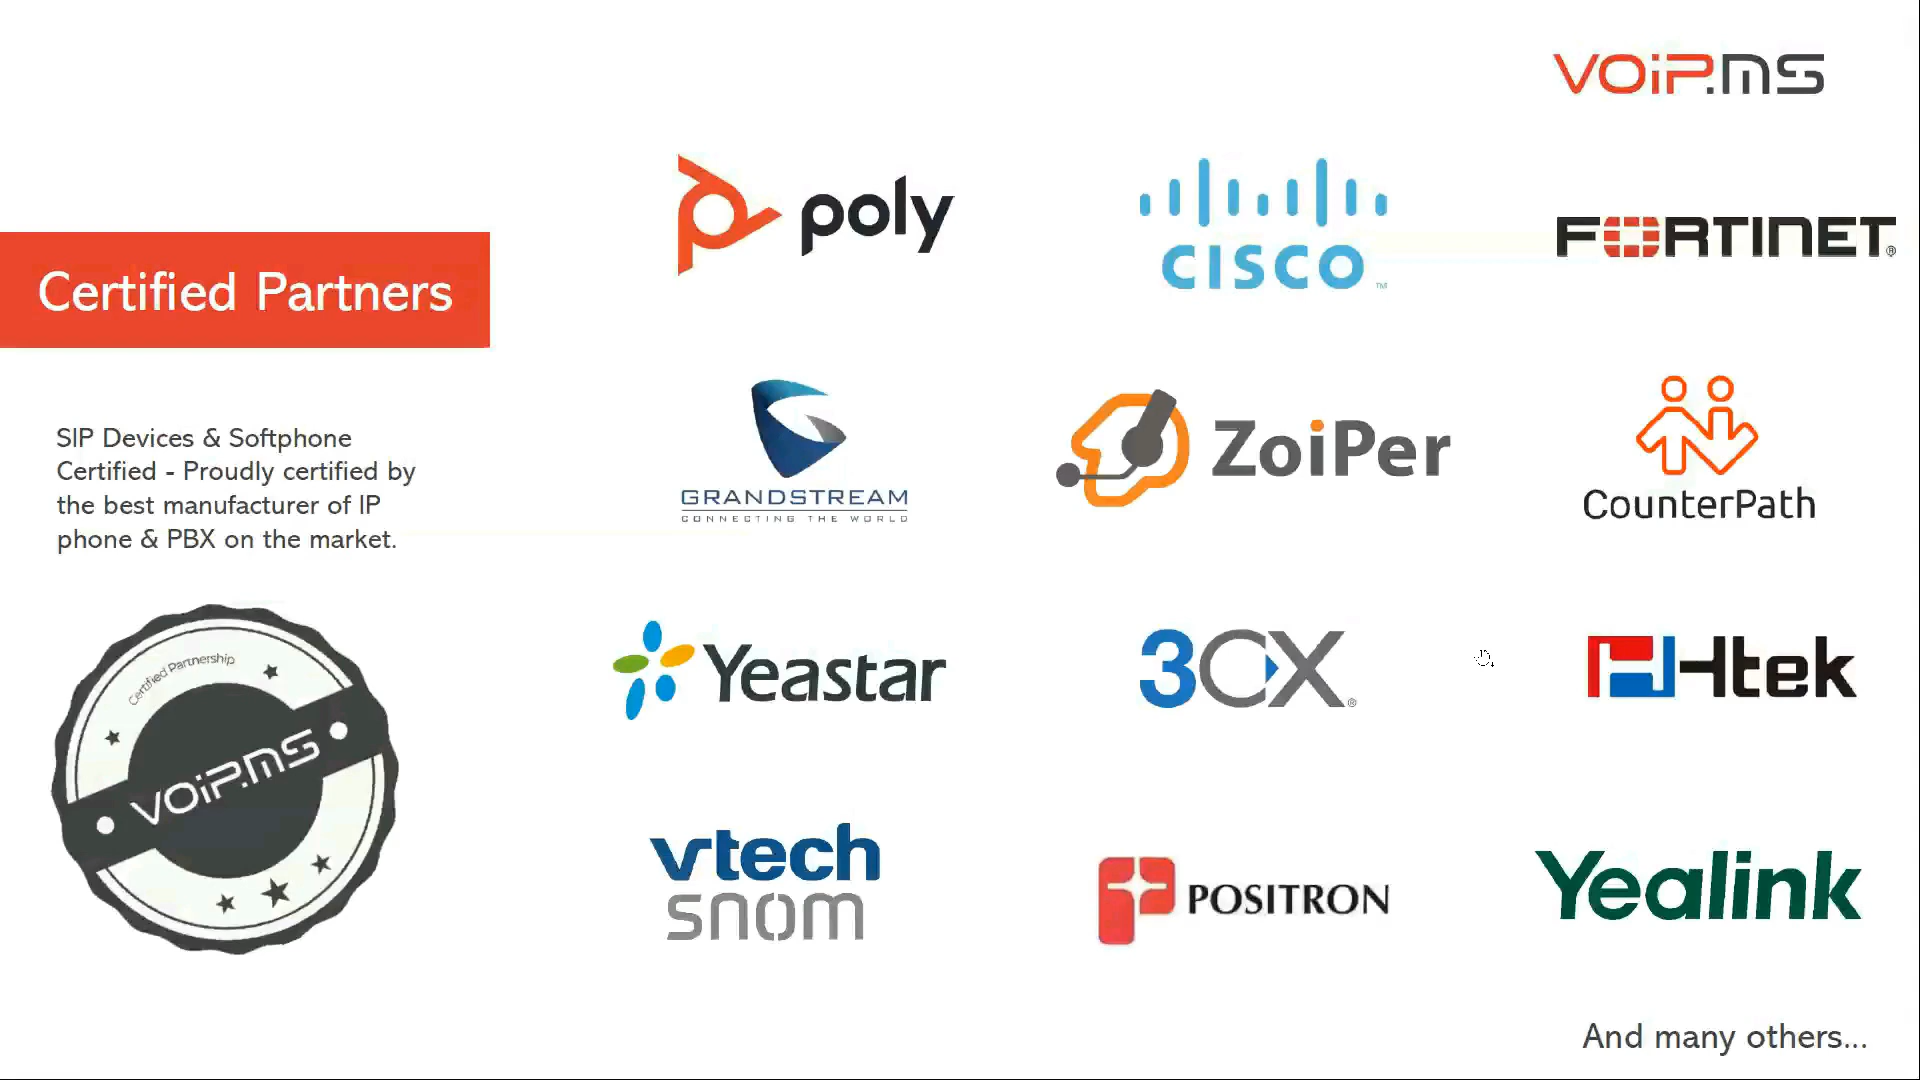 VOiP.MS
Certified Partners
SIP Devices & Softphone
Certified - Proudly certified by
the best manufacturer of IP
phone & PBX on the market.
Certified Partnership
VOiP.MS
poly
CISCO™
FORTINET®
GRANDSTREAM
CONNECTING THE WORLD
ZoiPer
CounterPath
Yeastar
3CX®
Htek
vtech
snom
POSITRON
Yealink
And many others...